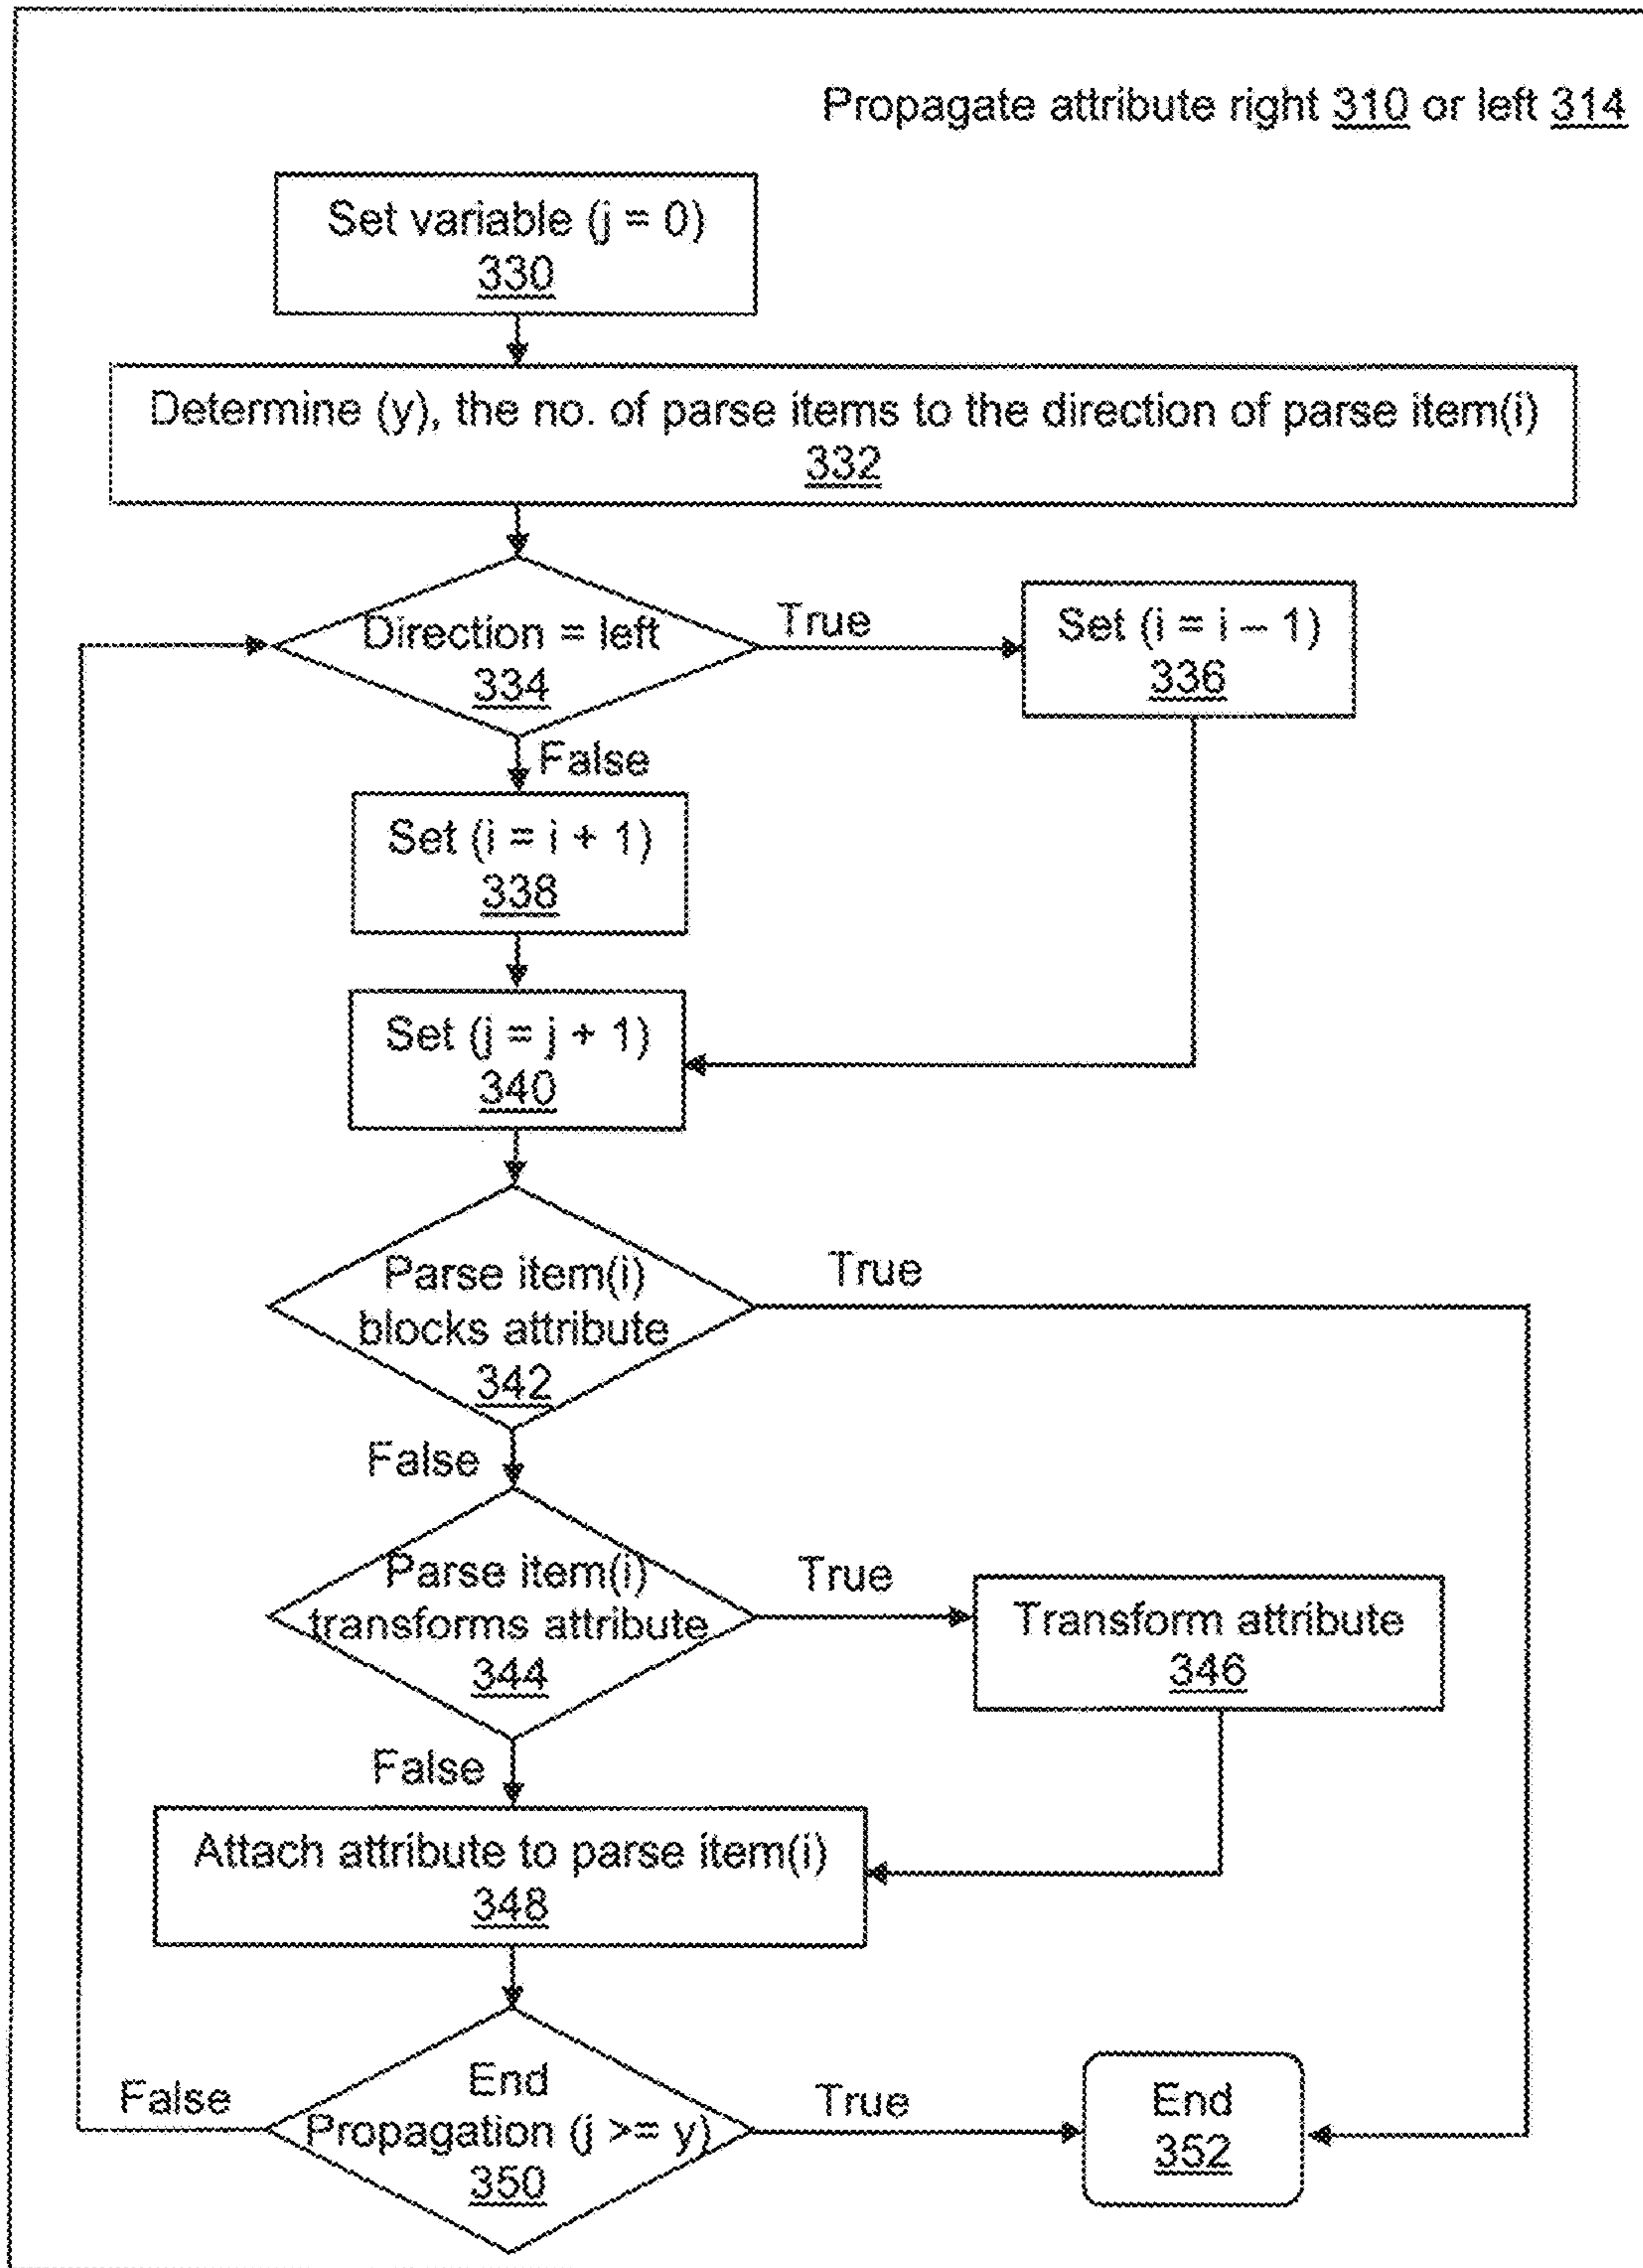 Propagate attribute right 310 or left 314
Set variable (j = 0)
330
Determine (y), the no. of parse items to the direction of parse item(i)
332
Direction = left
334
True
Set (i = i – 1)
336
False
Set (i = i + 1)
338
Set (j = j + 1)
340
Parse item(i)
blocks attribute
342
True
False
Parse item(i)
transforms attribute
344
True
Transform attribute
346
False
Attach attribute to parse item(i)
348
False
End
Propagation (j >= y)
350
True
End
352